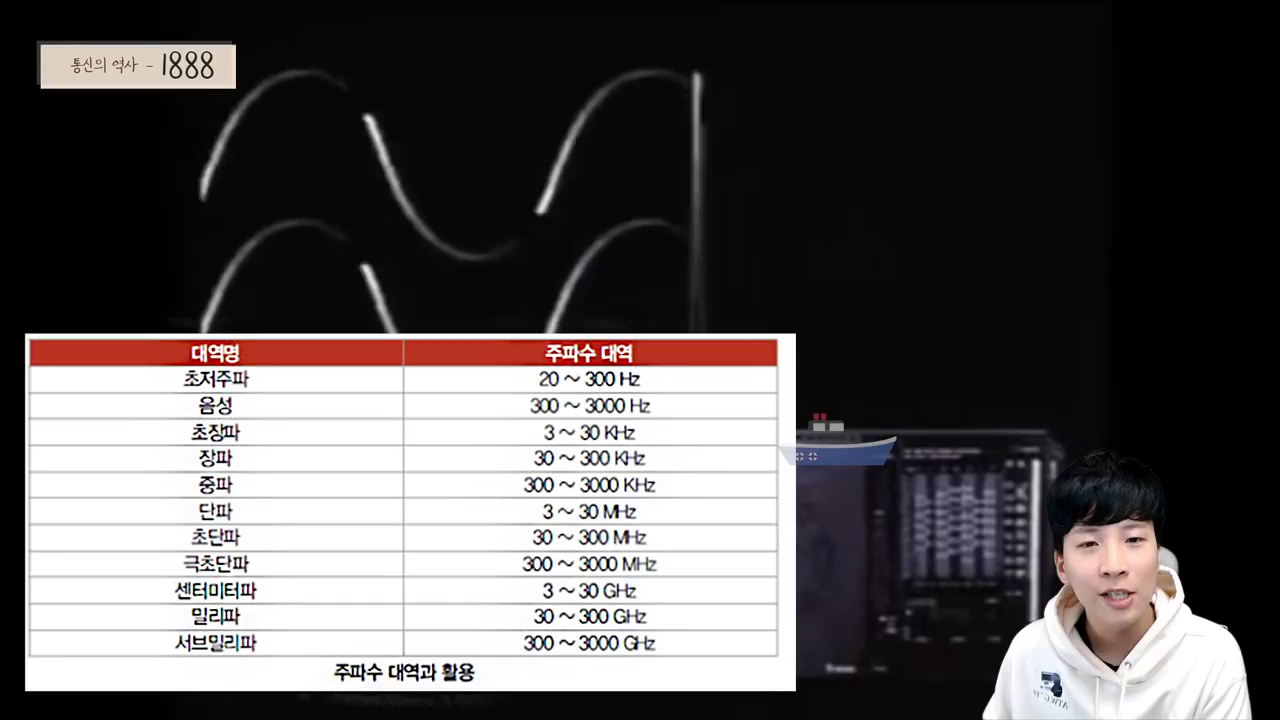 통신의 역사 - 1888
대역명 주파수 대역
초저주파 20 ~ 300 Hz
음성 300 ~ 3000 Hz
초장파 3 ~ 30 KHz
장파 30 ~ 300 KHz
중파 300 ~ 3000 KHz
단파 3 ~ 30 MHz
초단파 30 ~ 300 MHz
극초단파 300 ~ 3000 MHz
센터미터파 3 ~ 30 GHz
밀리파 30 ~ 300 GHz
서브밀리파 300 ~ 3000 GHz
주파수 대역과 활용